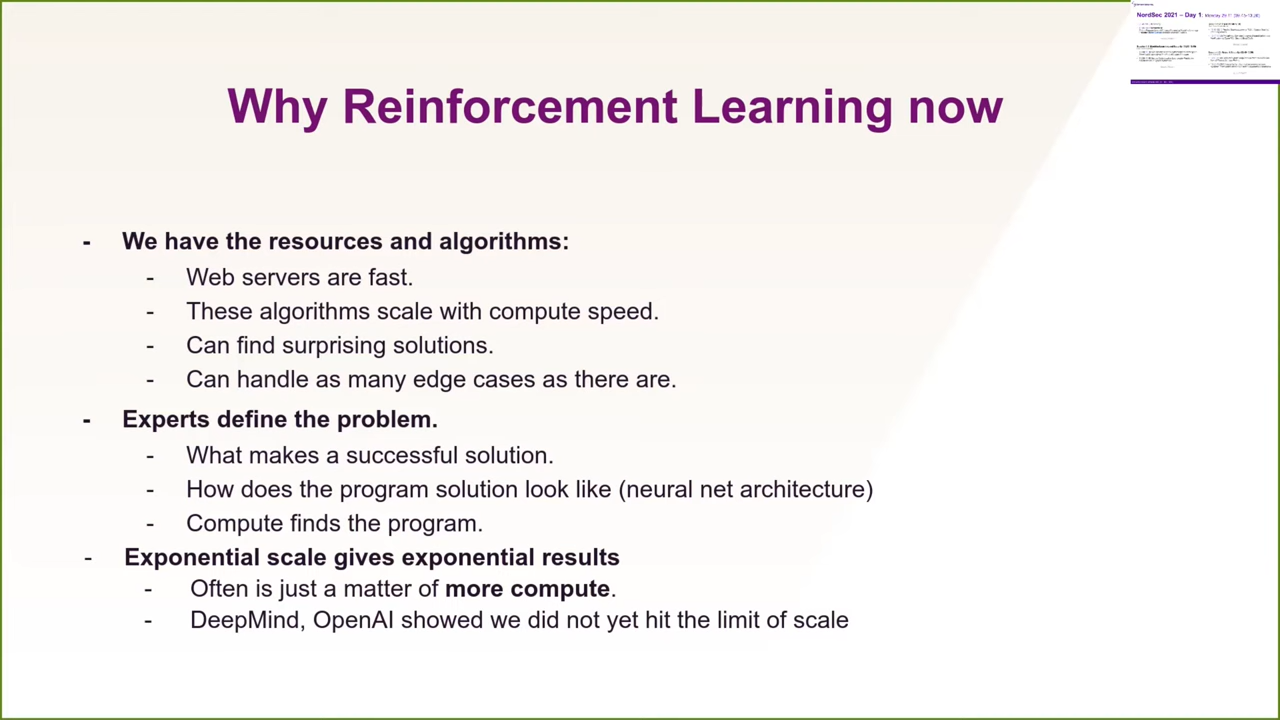 NordSec 2021 – Day 1
Why Reinforcement Learning now
- We have the resources and algorithms:
- Web servers are fast.
- These algorithms scale with compute speed.
- Can find surprising solutions.
- Can handle as many edge cases as there are.
- Experts define the problem.
- What makes a successful solution.
- How does the program solution look like (neural net architecture)
- Compute finds the program.
- Exponential scale gives exponential results
- Often is just a matter of more compute.
- DeepMind, OpenAI showed we did not yet hit the limit of scale